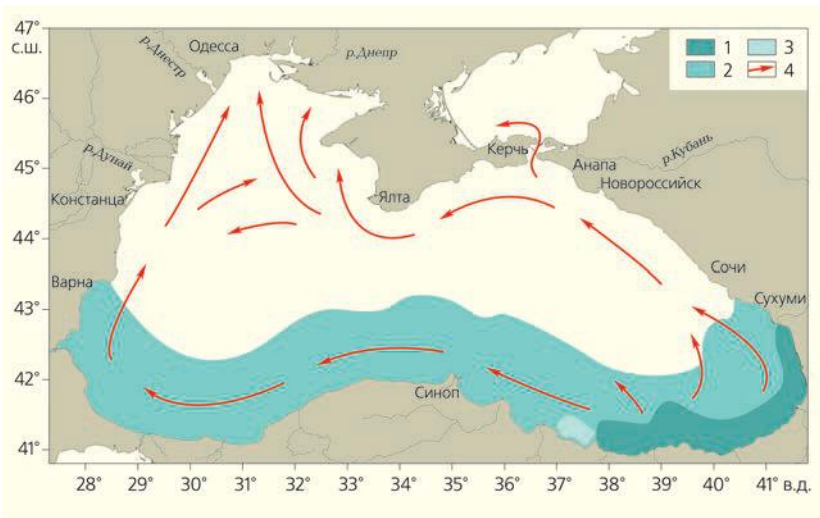 47°
с.ш.
46°
45°
44°
43°
42°
41°
Одесса
р.Днестр
р.Днепр
1
3
2
4
р.Дунай
Керчь
Анапа
р.Кубань
Новороссийск
Констанца
Ялта
Сочи
Варна
Сухуми
Синоп
28° 29° 30° 31° 32° 33° 34° 35° 36° 37° 38° 39° 40° 41° в.д.